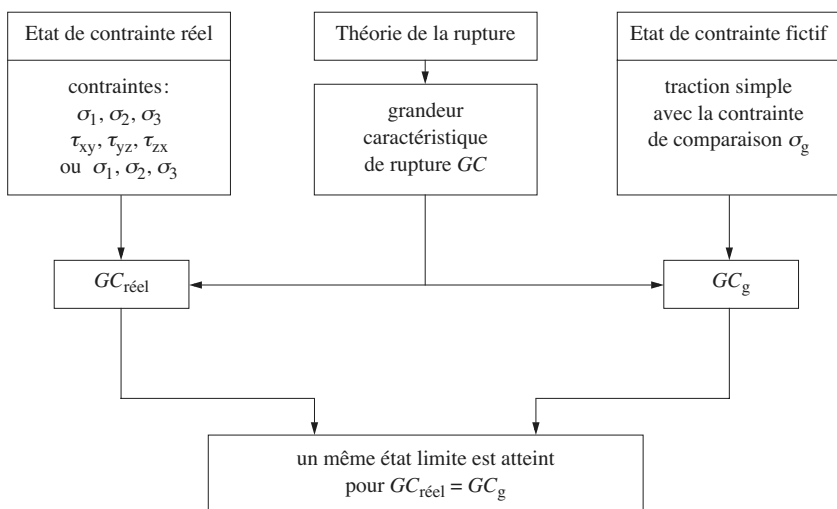 Etat de contrainte réel
contraintes:
σ1, σ2, σ3
τxy, τyz, τzx
ou σ1, σ2, σ3
Théorie de la rupture
grandeur
caractéristique
de rupture GC
Etat de contrainte fictif
traction simple
avec la contrainte
de comparaison σg
GCréel
GCg
un même état limite est atteint
pour GCréel = GCg